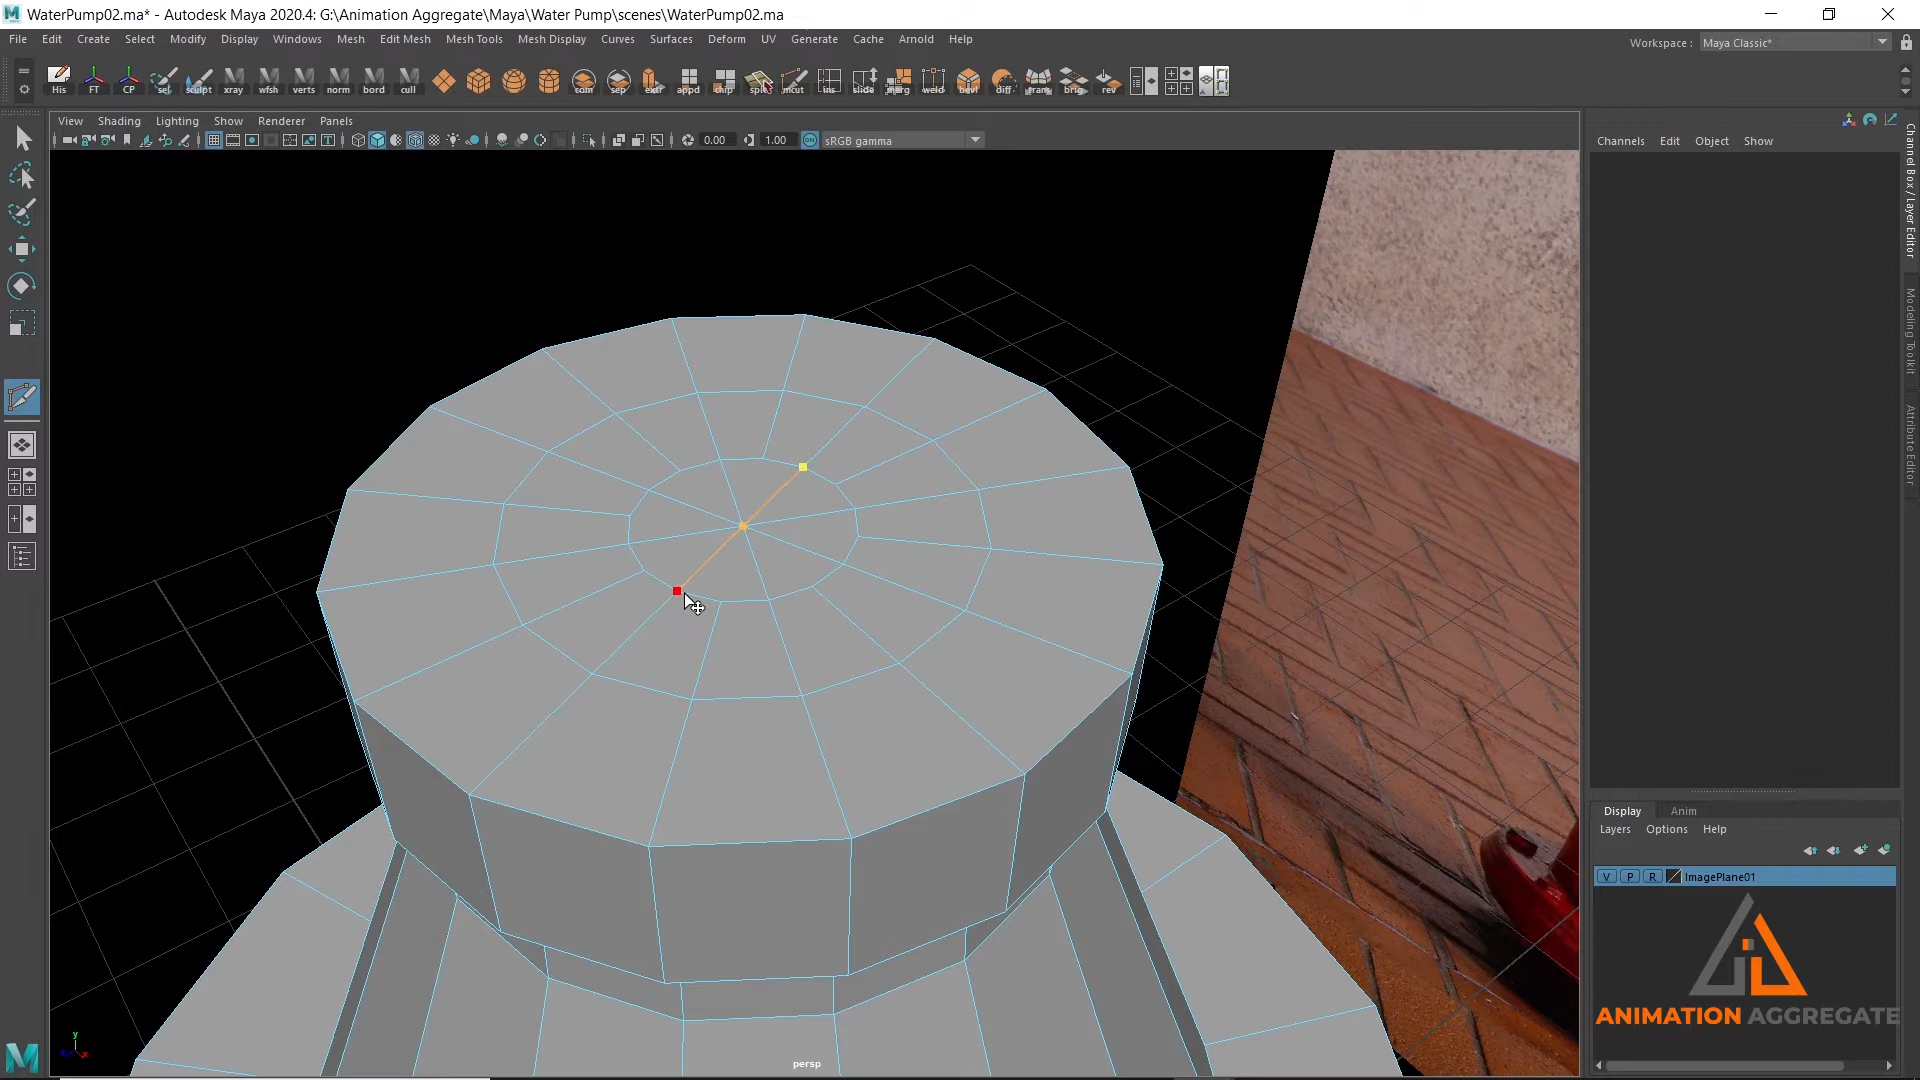 WaterPump02.ma* - Autodesk Maya 2020.4: G:\Animation Aggregate\Maya\Water Pump\scenes\WaterPump02.ma
File Edit Create Select Modify Display Windows Mesh Edit Mesh Mesh Tools Mesh Display Curves Surfaces Deform UV Generate Cache Arnold Help
Workspace : Maya Classic*
His FT CP sel sculpt xray wfsh verts norm bord cull com sep extr appd chip mcut ins slide merg weld bevl diff trans brig rev
View Shading Lighting Show Renderer Panels
0.00 1.00 ON sRGB gamma
Channels Edit Object Show
Channel Box / Layer Editor
Modeling Toolkit
Attribute Editor
Display Anim
Layers Options Help
V P R ImagePlane01
ANIMATION AGGREGATE
y
z x
persp